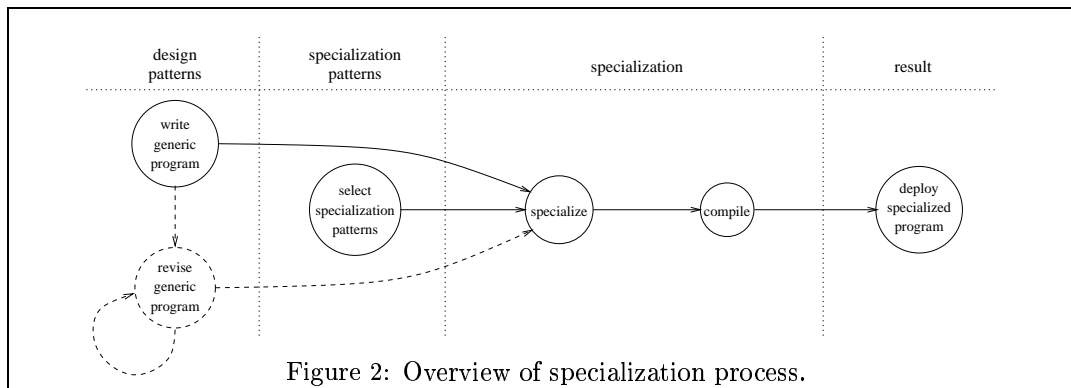 design
patterns
specialization
patterns
specialization
result
write
generic
program
select
specialization
patterns
specialize
compile
deploy
specialized
program
revise
generic
program
Figure 2: Overview of specialization process.